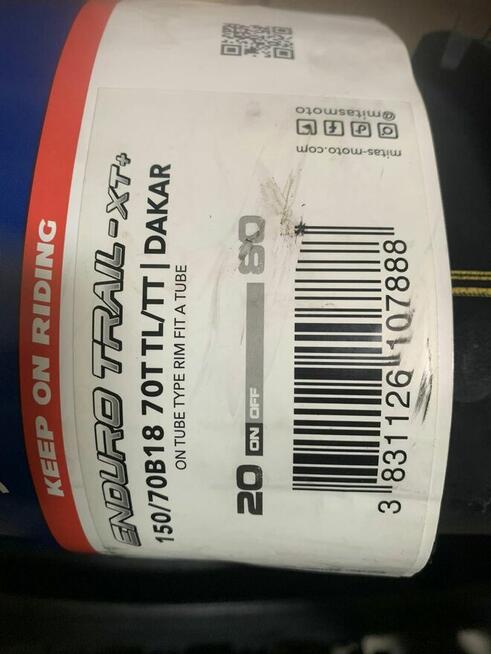 KEEP ON RIDING
ENDURO TRAIL-XT+
150/70B18 70T TL/TT | DAKAR
ON TUBE TYPE RIM FIT A TUBE
20 ON OFF 80
3 831126 107888
mitas-moto.com
@mitasmoto